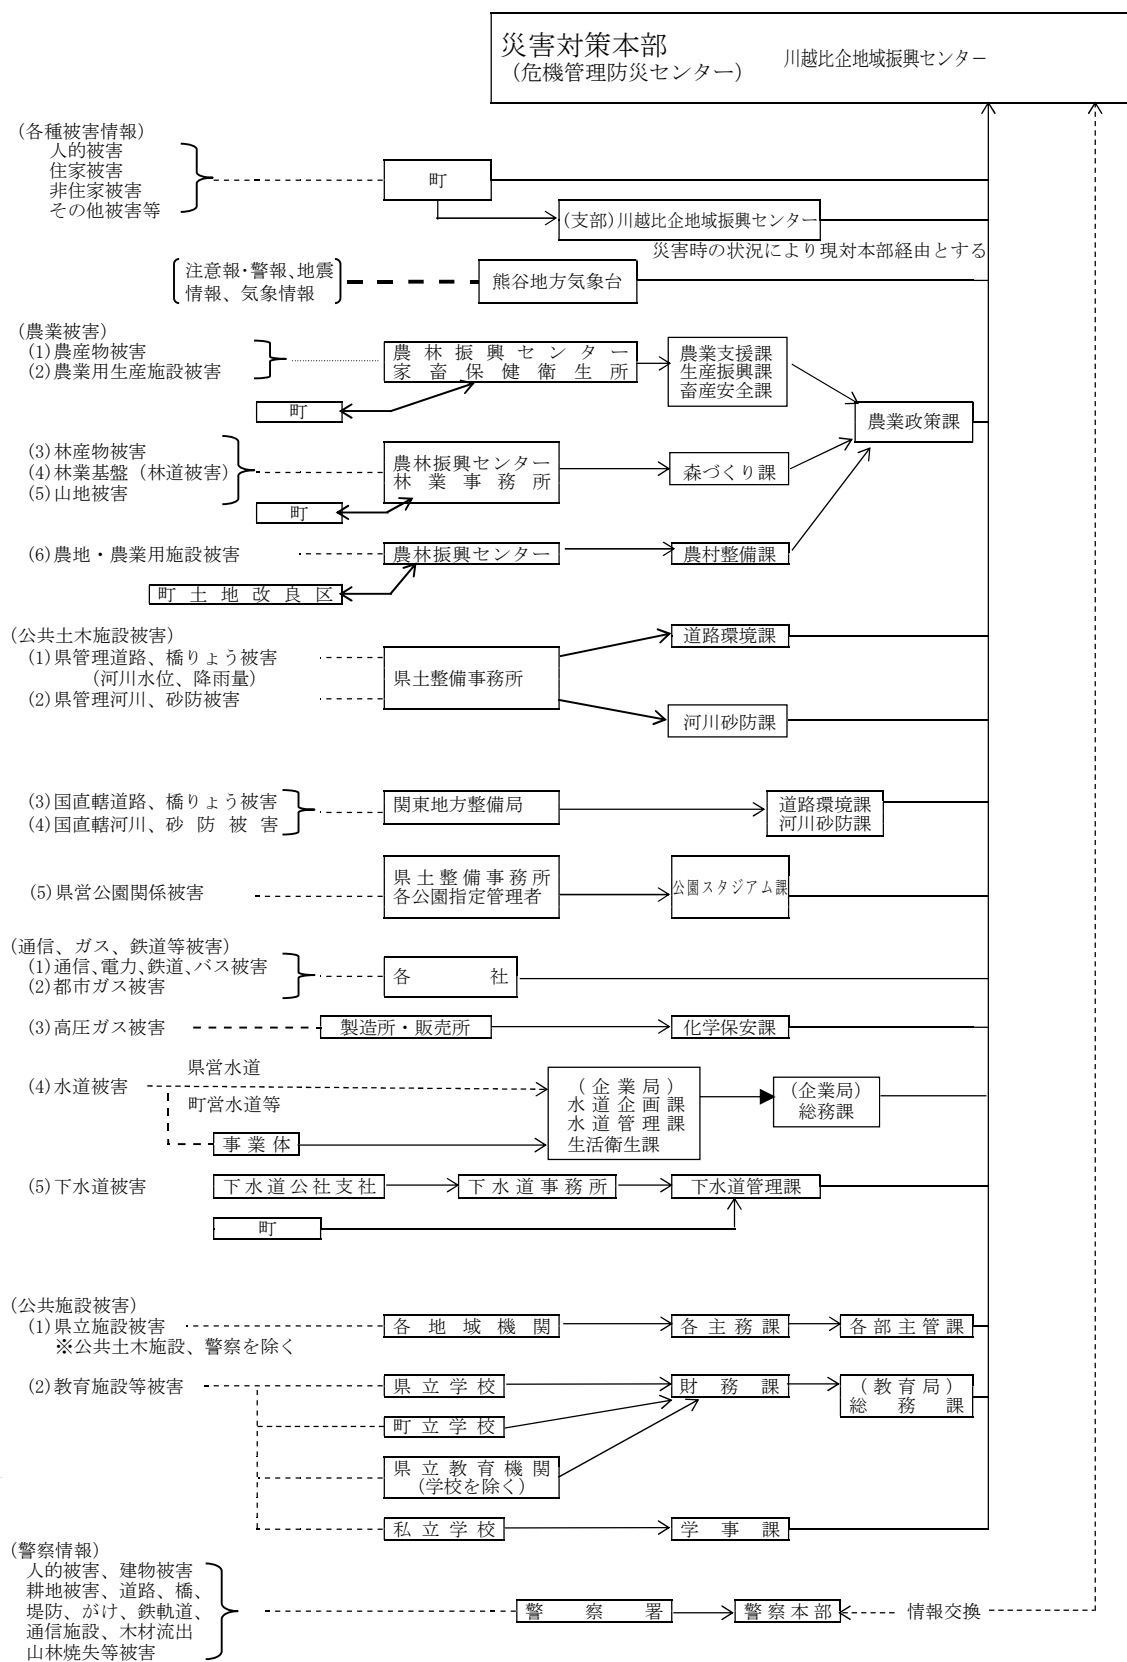 災害対策本部
（危機管理防災センター）
川越比企地域振興センター
（各種被害情報）
人的被害
住家被害
非住家被害
その他被害等
町
(支部)川越比企地域振興センター
災害時の状況により現対本部経由とする
注意報・警報、地震
情報、気象情報
熊谷地方気象台
（農業被害）
(1)農産物被害
(2)農業用生産施設被害
農林振興センター
家畜保健衛生所
農業支援課
生産振興課
畜産安全課
町
農業政策課
(3)林産物被害
(4)林業基盤（林道被害）
(5)山地被害
農林振興センター
林業事務所
森づくり課
町
(6)農地・農業用施設被害
農林振興センター
農村整備課
町土地改良区
（公共土木施設被害）
(1)県管理道路、橋りょう被害
（河川水位、降雨量）
(2)県管理河川、砂防被害
県土整備事務所
道路環境課
河川砂防課
(3)国直轄道路、橋りょう被害
(4)国直轄河川、砂防被害
関東地方整備局
道路環境課
河川砂防課
(5)県営公園関係被害
県土整備事務所
各公園指定管理者
公園スタジアム課
（通信、ガス、鉄道等被害）
(1)通信、電力、鉄道、バス被害
(2)都市ガス被害
各社
(3)高圧ガス被害
製造所・販売所
化学保安課
(4)水道被害
県営水道
町営水道等
事業体
（企業局）
水道企画課
水道管理課
生活衛生課
（企業局）
総務課
(5)下水道被害
下水道公社支社
下水道事務所
下水道管理課
町
（公共施設被害）
(1)県立施設被害
※公共土木施設、警察を除く
各地域機関
各主務課
各部主管課
(2)教育施設等被害
県立学校
財務課
（教育局）
総務課
町立学校
県立教育機関
（学校を除く）
私立学校
学事課
（警察情報）
人的被害、建物被害
耕地被害、道路、橋、
堤防、がけ、鉄軌道、
通信施設、木材流出
山林焼失等被害
警察署
警察本部
情報交換